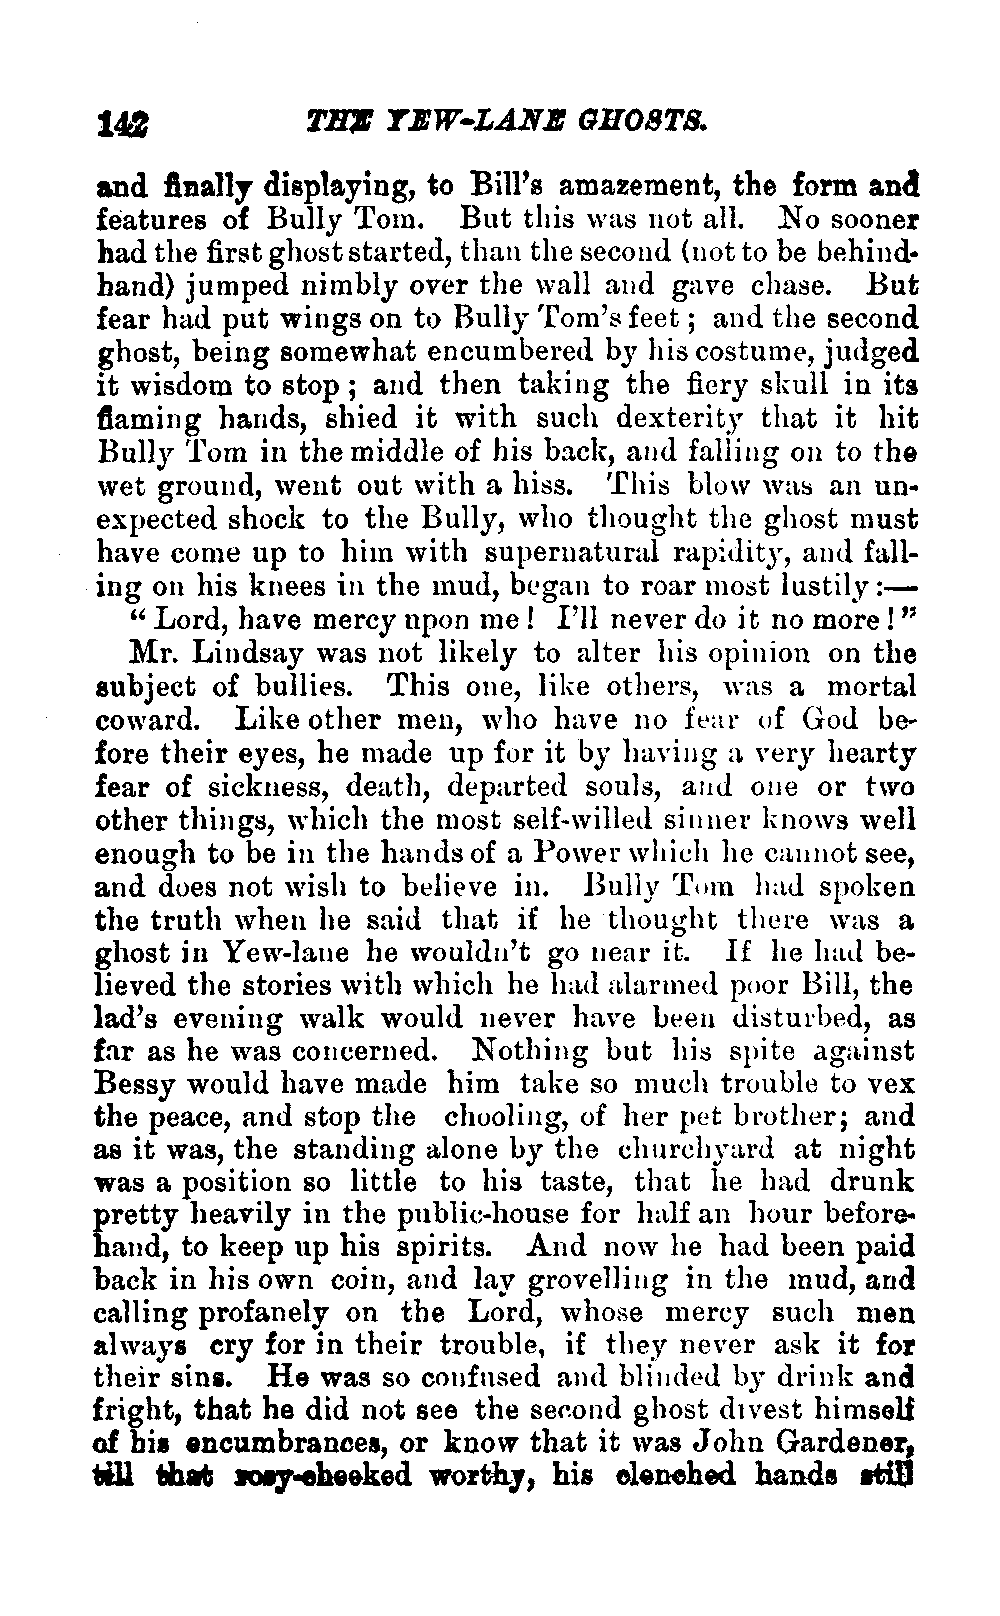 142 THE YEW-LANE GHOSTS.
and finally displaying, to Bill's amazement, the form and
features of Bully Tom. But this was not all. No sooner
had the first ghost started, than the second (not to be behind-
hand) jumped nimbly over the wall and gave chase. But
fear had put wings on to Bully Tom's feet ; and the second
ghost, being somewhat encumbered by his costume, judged
it wisdom to stop ; and then taking the fiery skull in its
flaming hands, shied it with such dexterity that it hit
Bully Tom in the middle of his back, and falling on to the
wet ground, went out with a hiss. This blow was an un-
expected shock to the Bully, who thought the ghost must
have come up to him with supernatural rapidity, and fall-
ing on his knees in the mud, began to roar most lustily :—
“ Lord, have mercy upon me ! I'll never do it no more ! ”
Mr. Lindsay was not likely to alter his opinion on the
subject of bullies. This one, like others, was a mortal
coward. Like other men, who have no fear of God be-
fore their eyes, he made up for it by having a very hearty
fear of sickness, death, departed souls, and one or two
other things, which the most self-willed sinner knows well
enough to be in the hands of a Power which he cannot see,
and does not wish to believe in. Bully Tom had spoken
the truth when he said that if he thought there was a
ghost in Yew-lane he wouldn't go near it. If he had be-
lieved the stories with which he had alarmed poor Bill, the
lad's evening walk would never have been disturbed, as
far as he was concerned. Nothing but his spite against
Bessy would have made him take so much trouble to vex
the peace, and stop the chooling, of her pet brother; and
as it was, the standing alone by the churchyard at night
was a position so little to his taste, that he had drunk
pretty heavily in the public-house for half an hour before-
hand, to keep up his spirits. And now he had been paid
back in his own coin, and lay grovelling in the mud, and
calling profanely on the Lord, whose mercy such men
always cry for in their trouble, if they never ask it for
their sins. He was so confused and blinded by drink and
fright, that he did not see the second ghost divest himself
of his encumbrances, or know that it was John Gardener,
till that rosy-cheeked worthy, his clenched hands still